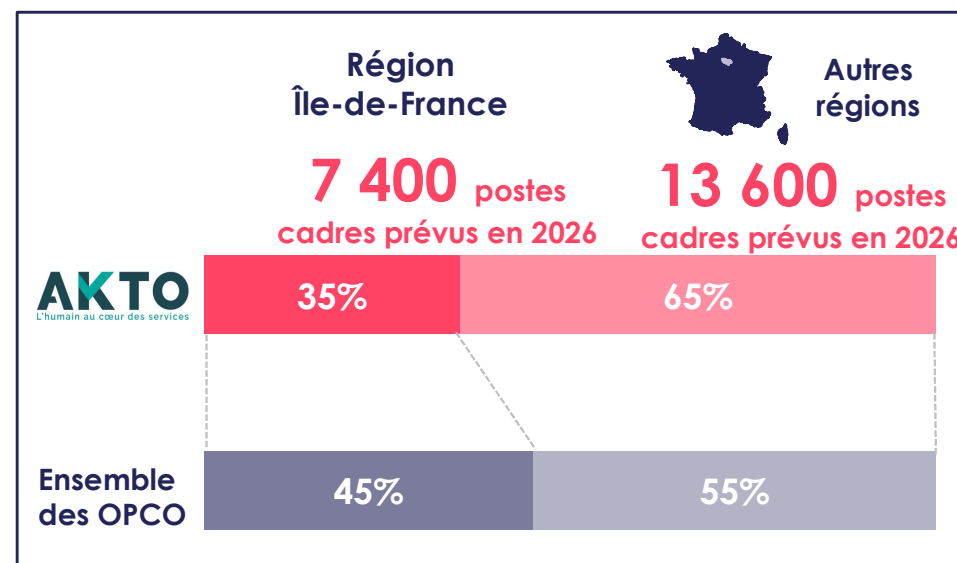 Région
Île-de-France
Autres
régions
7 400 postes
cadres prévus en 2026
13 600 postes
cadres prévus en 2026
AKTO
L'humain au cœur des services
35%
65%
Ensemble
des OPCO
45%
55%